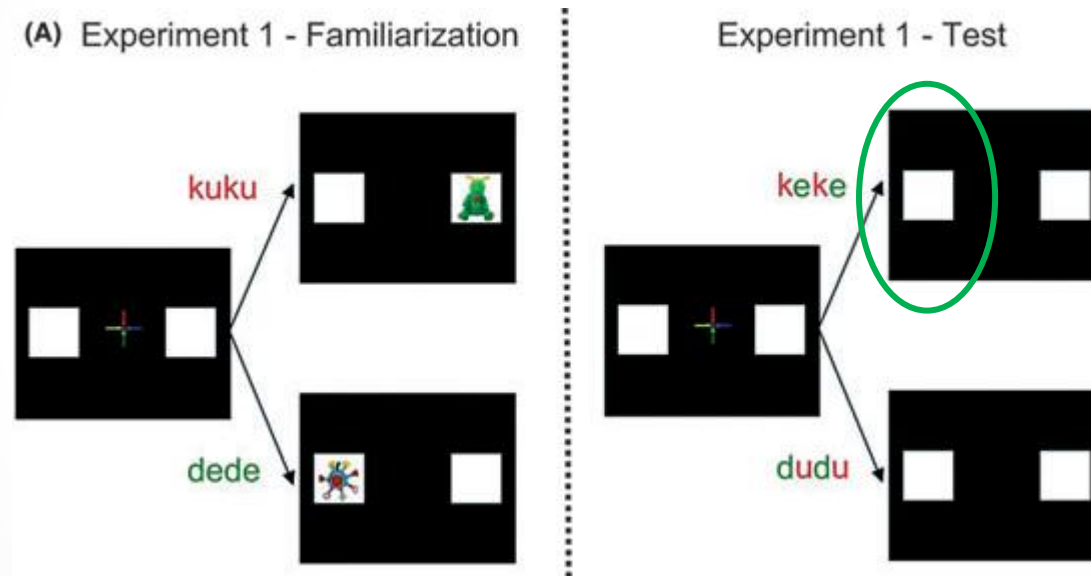 (A) Experiment 1 - Familiarization
kuku
dede
Experiment 1 - Test
keke
dudu